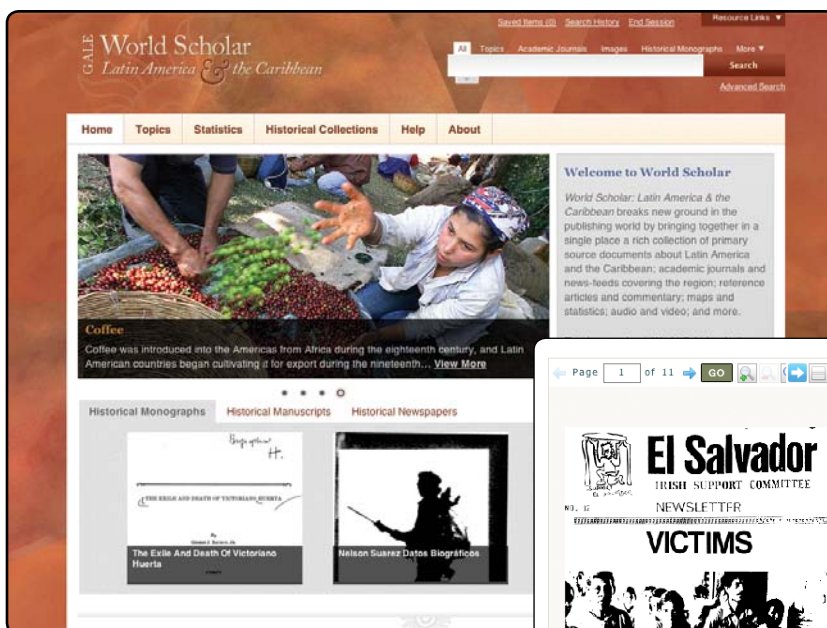 Saved Items (0) Search History End Session Resource Links ▼
GALE World Scholar
Latin America & the Caribbean
All Topics Academic Journals Images Historical Monographs More ▼
Search
Advanced Search
Home Topics Statistics Historical Collections Help About
Coffee
Coffee was introduced into the Americas from Africa during the eighteenth century, and Latin
American countries began cultivating it for export during the nineteenth… View More
Welcome to World Scholar
World Scholar: Latin America & the
Caribbean breaks new ground in the
publishing world by bringing together in a
single place a rich collection of primary
source documents about Latin America
and the Caribbean; academic journals and
news-feeds covering the region; reference
articles and commentary; maps and
statistics; audio and video; and more.
Historical Monographs Historical Manuscripts Historical Newspapers
H.
THE EXILE AND DEATH OF VICTORIANO HUERTA
By
The Exile And Death Of Victoriano
Huerta
Nelson Suarez Datos Biográficos
Page 1 of 11 GO
El Salvador
IRISH SUPPORT COMMITTEE
NO. 12 NEWSLETTER
VICTIMS